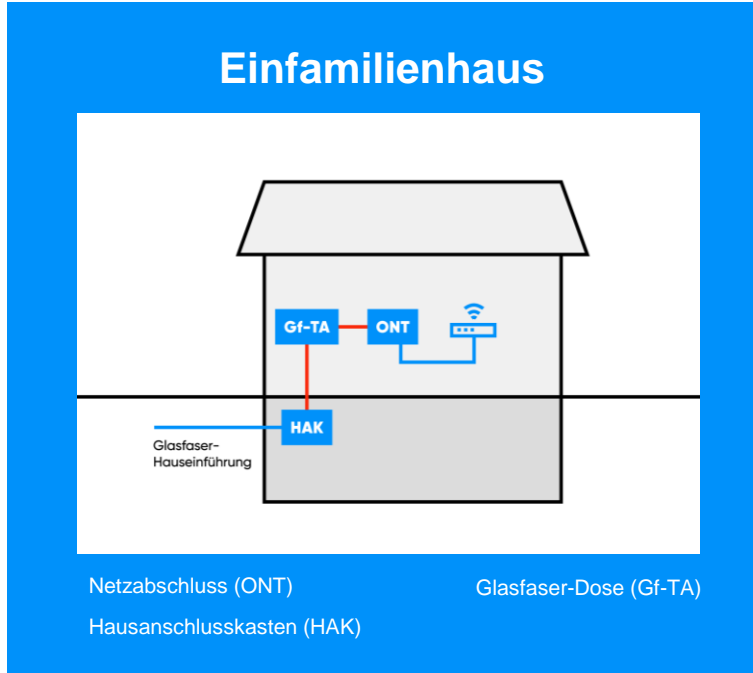 Einfamilienhaus
Gf-TA
ONT
HAK
Glasfaser-
Hauseinführung
Netzabschluss (ONT)
Glasfaser-Dose (Gf-TA)
Hausanschlusskasten (HAK)